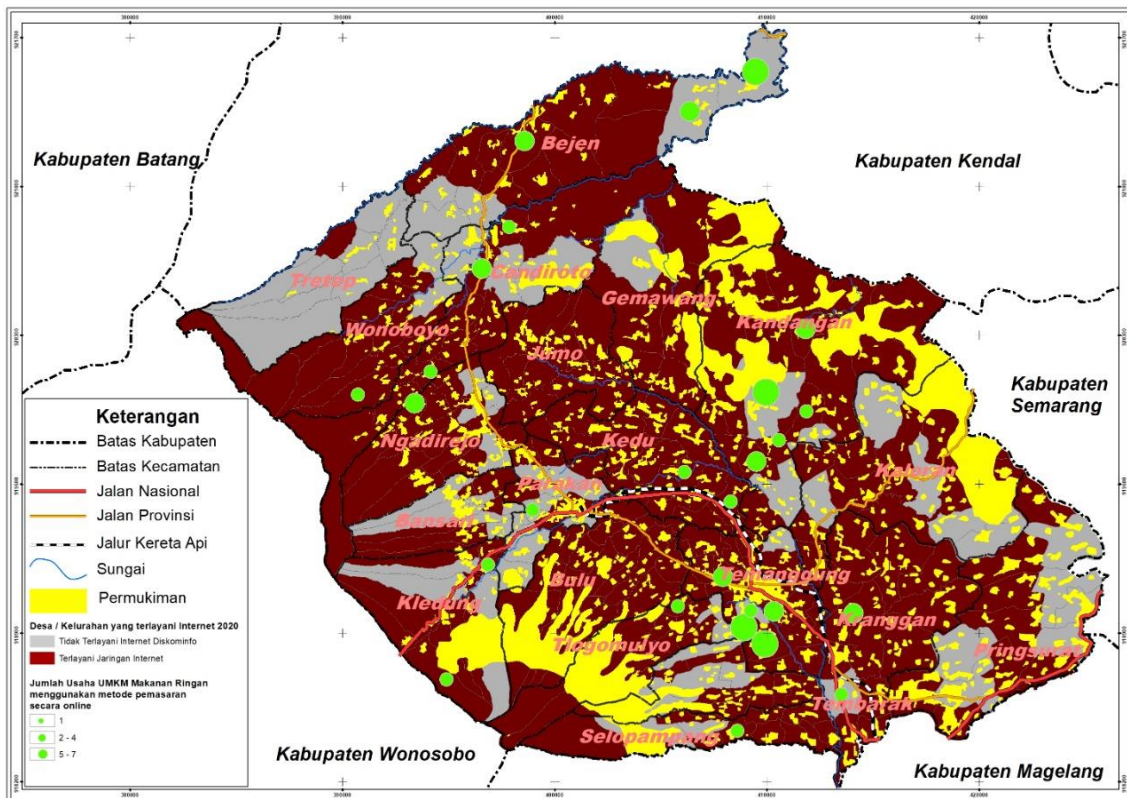 Kabupaten Batang
Kabupaten Kendal
Bejen
Tretep
Candiroto
Gemawang
Wonoboyo
Kandangan
Jumo
Kabupaten
Semarang
Ngadirejo
Kedu
Kaloran
Parakan
Bansari
Bulu
Temanggung
Kledung
Kranggan
Tlogomulyo
Pringsurat
Tembarak
Selopampang
Kabupaten Wonosobo
Kabupaten Magelang
Keterangan
Batas Kabupaten
Batas Kecamatan
Jalan Nasional
Jalan Provinsi
Jalur Kereta Api
Sungai
Permukiman
Desa / Kelurahan yang terlayani Internet 2020
Tidak Terlayani Internet Diskominfo
Terlayani Jaringan Internet
Jumlah Usaha UMKM Makanan Ringan
menggunakan metode pemasaran
secara online
1
2 - 4
5 - 7